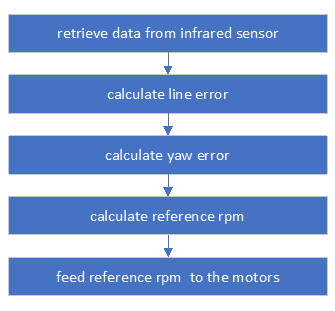 retrieve data from infrared sensor
calculate line error
calculate yaw error
calculate reference rpm
feed reference rpm  to the motors